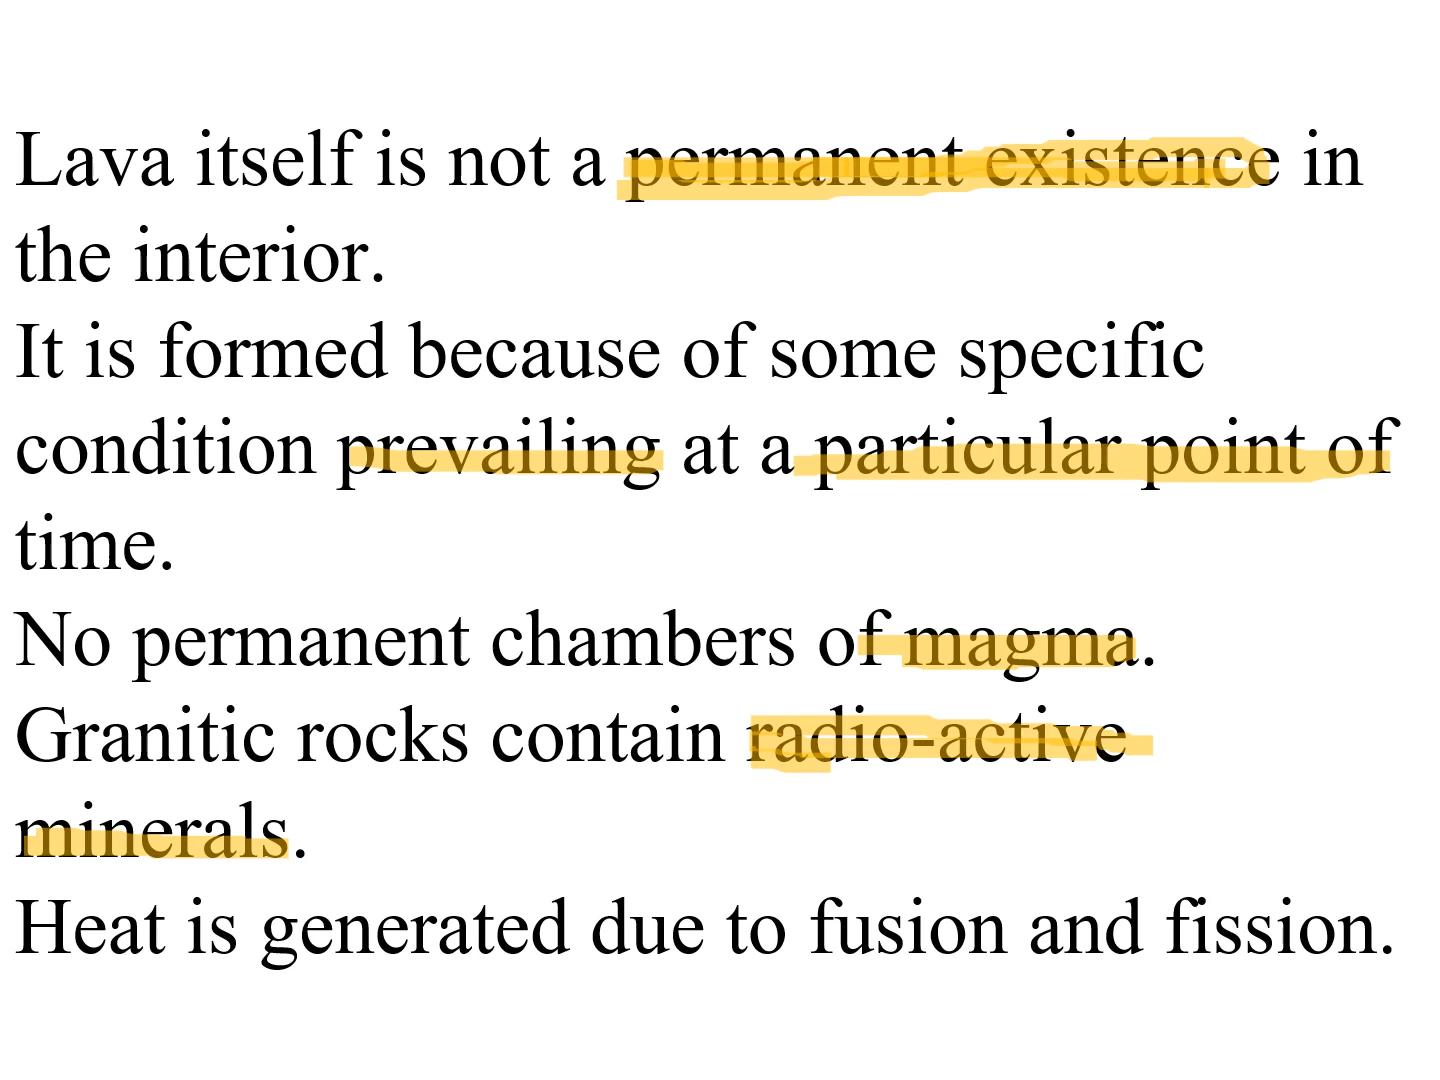 Lava itself is not a permanent existence in
the interior.
It is formed because of some specific
condition prevailing at a particular point of
time.
No permanent chambers of magma.
Granitic rocks contain radio-active
minerals.
Heat is generated due to fusion and fission.